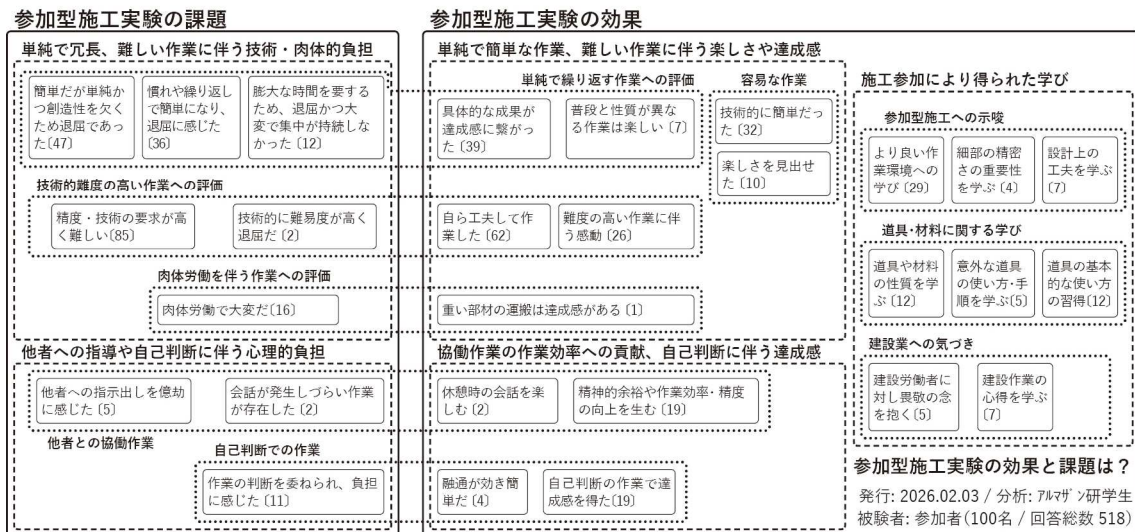 参加型施工実験の課題
単純で冗長、難しい作業に伴う技術・肉体的負担
簡単だが単純か
つ創造性を欠く
ため退屈であっ
た〔47〕
慣れや繰り返し
で簡単になり、
退屈に感じた
〔36〕
膨大な時間を要する
ため、退屈かつ大
変で集中が持続しな
かった〔12〕
技術的難度の高い作業への評価
精度・技術の要求が高
く難しい〔85〕
技術的に難易度が高く
退屈だ〔2〕
肉体労働を伴う作業への評価
肉体労働で大変だ〔16〕
他者への指導や自己判断に伴う心理的負担
他者への指示出しを億劫
に感じた〔5〕
会話が発生しづらい作業
が存在した〔2〕
他者との協働作業
自己判断での作業
作業の判断を委ねられ、負担
に感じた〔11〕
参加型施工実験の効果
単純で簡単な作業、難しい作業に伴う楽しさや達成感
単純で繰り返す作業への評価
具体的な成果が
達成感に繋がっ
た〔39〕
普段と性質が異な
る作業は楽しい〔7〕
容易な作業
技術的に簡単だっ
た〔32〕
楽しさを見出せ
た〔10〕
自ら工夫して作
業した〔62〕
難度の高い作業に伴
う感動〔26〕
重い部材の運搬は達成感がある〔1〕
協働作業の作業効率への貢献、自己判断に伴う達成感
休憩時の会話を楽
しむ〔2〕
精神的余裕や作業効率・精度
の向上を生む〔19〕
融通が効き簡
単だ〔4〕
自己判断の作業で達
成感を得た〔19〕
施工参加により得られた学び
参加型施工への示唆
より良い作
業環境への
学び〔29〕
細部の精密
さの重要性
を学ぶ〔4〕
設計上の
工夫を学ぶ
〔7〕
道具・材料に関する学び
道具や材料
の性質を学
ぶ〔12〕
意外な道具
の使い方・手
順を学ぶ〔5〕
道具の基本
的な使い方
の習得〔12〕
建設業への気づき
建設労働者に
対し畏敬の念
を抱く〔5〕
建設作業の
心得を学ぶ
〔7〕
参加型施工実験の効果と課題は？
発行: 2026.02.03 / 分析: ｱﾙﾏｻﾞﾝ研学生
被験者: 参加者(100名 / 回答総数 518)